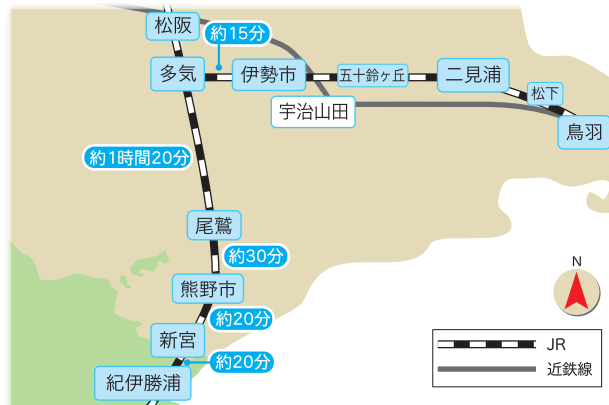 松阪
約15分
多気
伊勢市
五十鈴ヶ丘
二見浦
松下
宇治山田
鳥羽
約1時間20分
尾鷲
約30分
熊野市
約20分
新宮
約20分
紀伊勝浦
N
JR
近鉄線